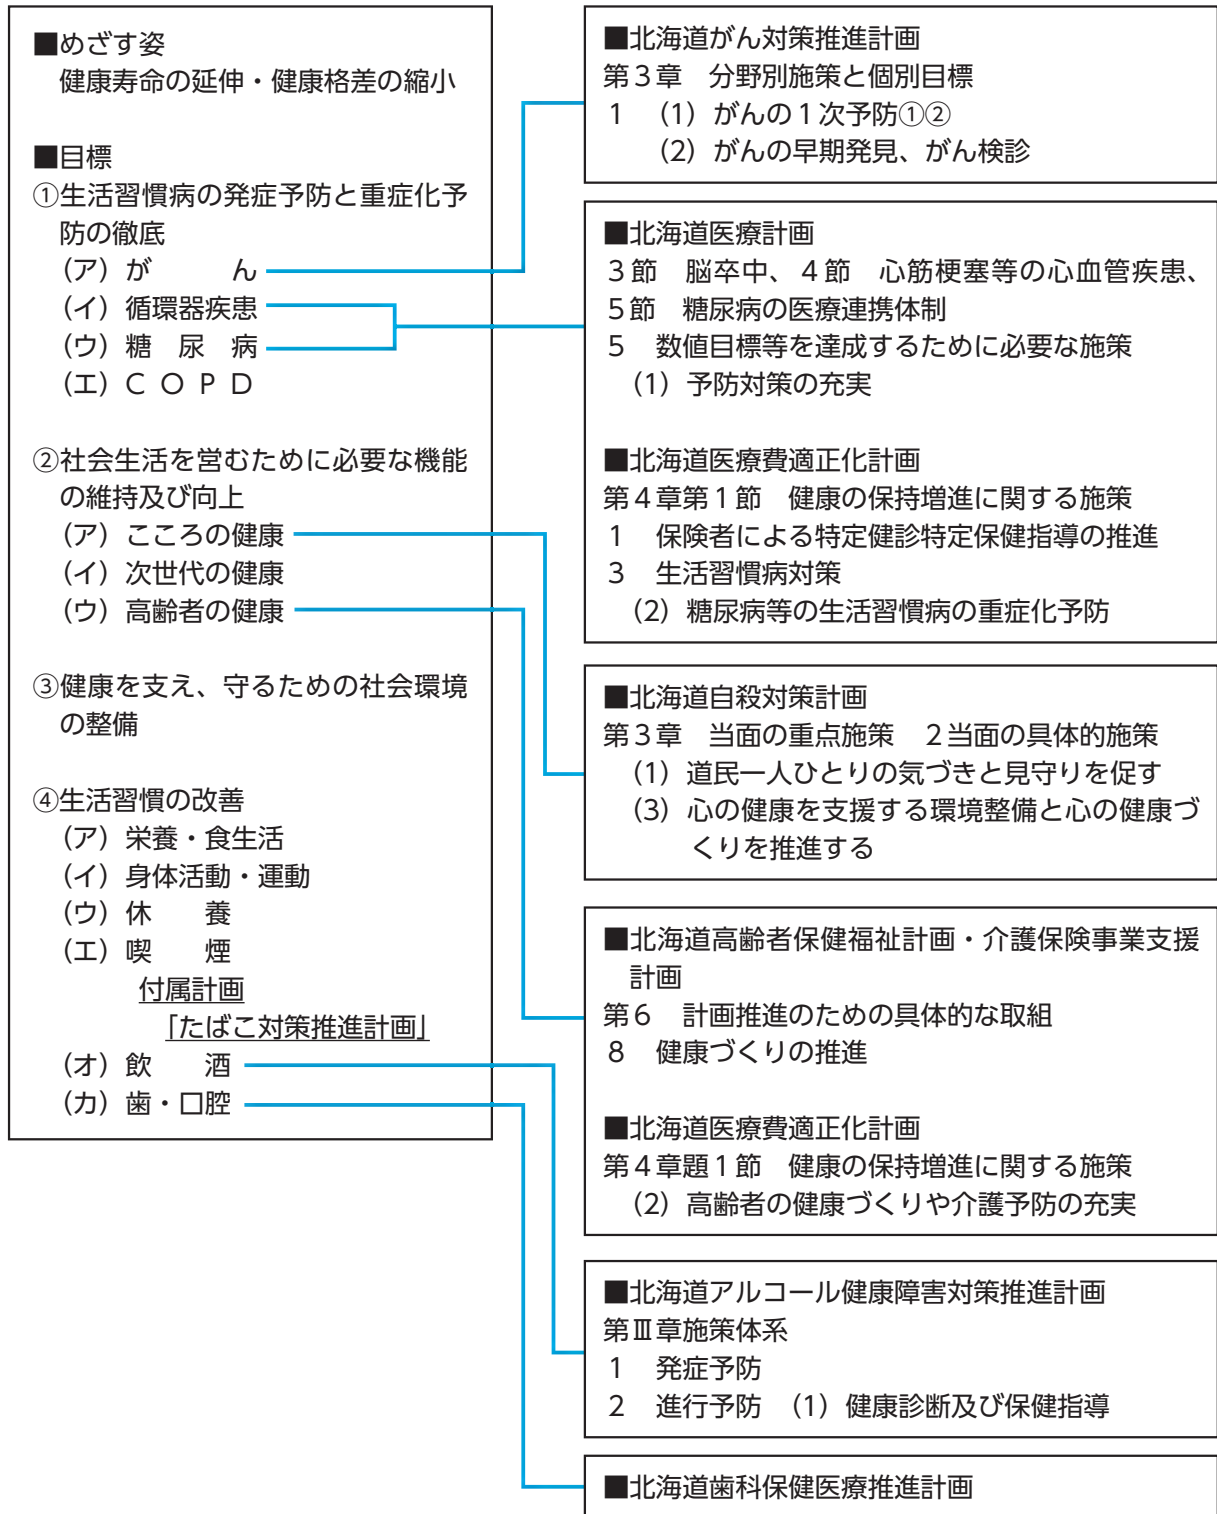 ■めざす姿
健康寿命の延伸・健康格差の縮小
■目標
①生活習慣病の発症予防と重症化予
防の徹底
（ア）が　　　ん
（イ）循環器疾患
（ウ）糖　尿　病
（エ）ＣＯＰＤ
②社会生活を営むために必要な機能
の維持及び向上
（ア）こころの健康
（イ）次世代の健康
（ウ）高齢者の健康
③健康を支え、守るための社会環境
の整備
④生活習慣の改善
（ア）栄養・食生活
（イ）身体活動・運動
（ウ）休　　養
（エ）喫　　煙
付属計画
「たばこ対策推進計画」
（オ）飲　　酒
（カ）歯・口腔
■北海道がん対策推進計画
第３章　分野別施策と個別目標
１　（１）がんの１次予防①②
（２）がんの早期発見、がん検診
■北海道医療計画
３節　脳卒中、４節　心筋梗塞等の心血管疾患、
５節　糖尿病の医療連携体制
５　数値目標等を達成するために必要な施策
（１）予防対策の充実
■北海道医療費適正化計画
第４章第１節　健康の保持増進に関する施策
１　保険者による特定健診特定保健指導の推進
３　生活習慣病対策
（２）糖尿病等の生活習慣病の重症化予防
■北海道自殺対策計画
第３章　当面の重点施策　２当面の具体的施策
（１）道民一人ひとりの気づきと見守りを促す
（３）心の健康を支援する環境整備と心の健康づ
くりを推進する
■北海道高齢者保健福祉計画・介護保険事業支援
計画
第６　計画推進のための具体的な取組
８　健康づくりの推進
■北海道医療費適正化計画
第４章題１節　健康の保持増進に関する施策
（２）高齢者の健康づくりや介護予防の充実
■北海道アルコール健康障害対策推進計画
第Ⅲ章施策体系
１　発症予防
２　進行予防　（１）健康診断及び保健指導
■北海道歯科保健医療推進計画